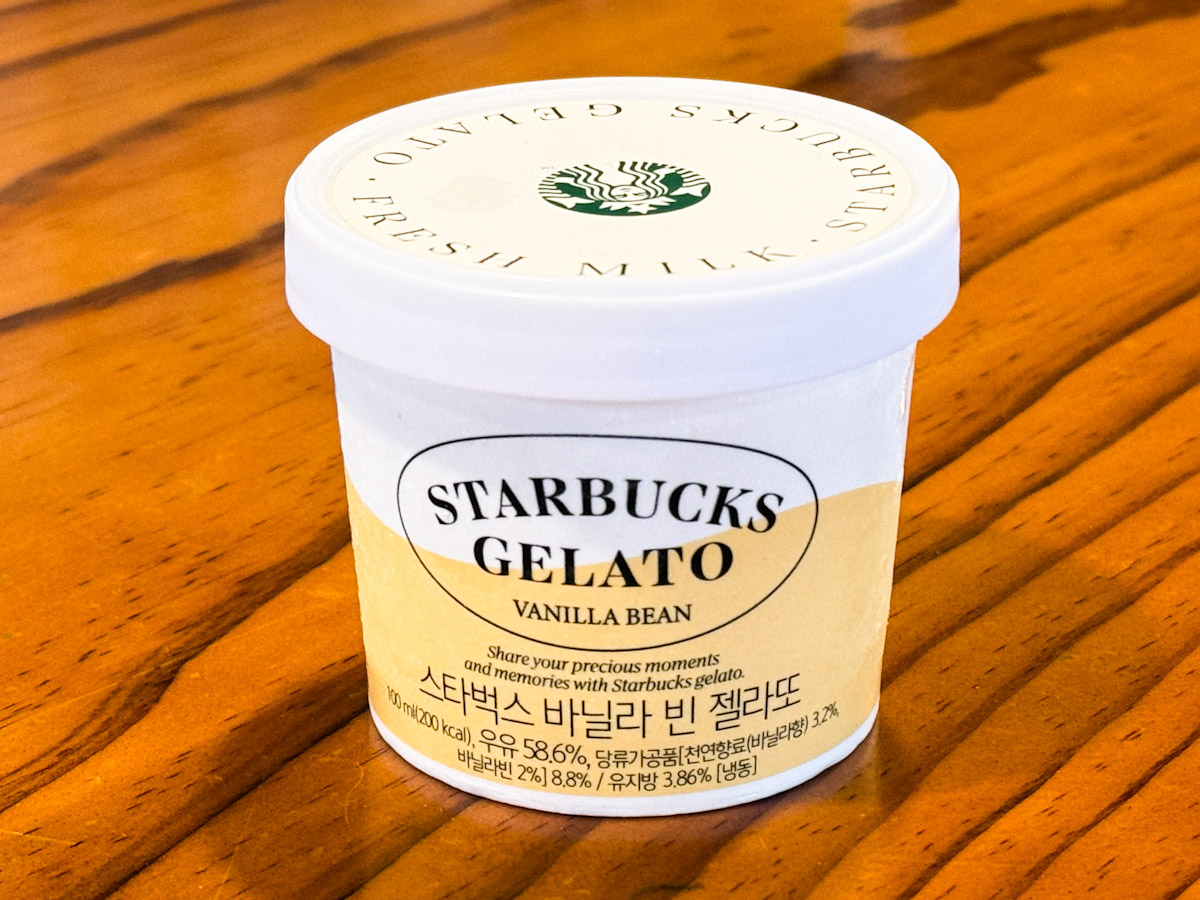 STARBUCKS GELATO · FRESH MILK ·
STARBUCKS
GELATO
VANILLA BEAN
Share your precious moments
and memories with Starbucks gelato.
스타벅스 바닐라 빈 젤라또
100 ml(200 kcal), 우유 58.6%, 당류가공품[천연향료(바닐라향) 3.2%,
바닐라빈 2%] 8.8% / 유지방 3.86% [냉동]